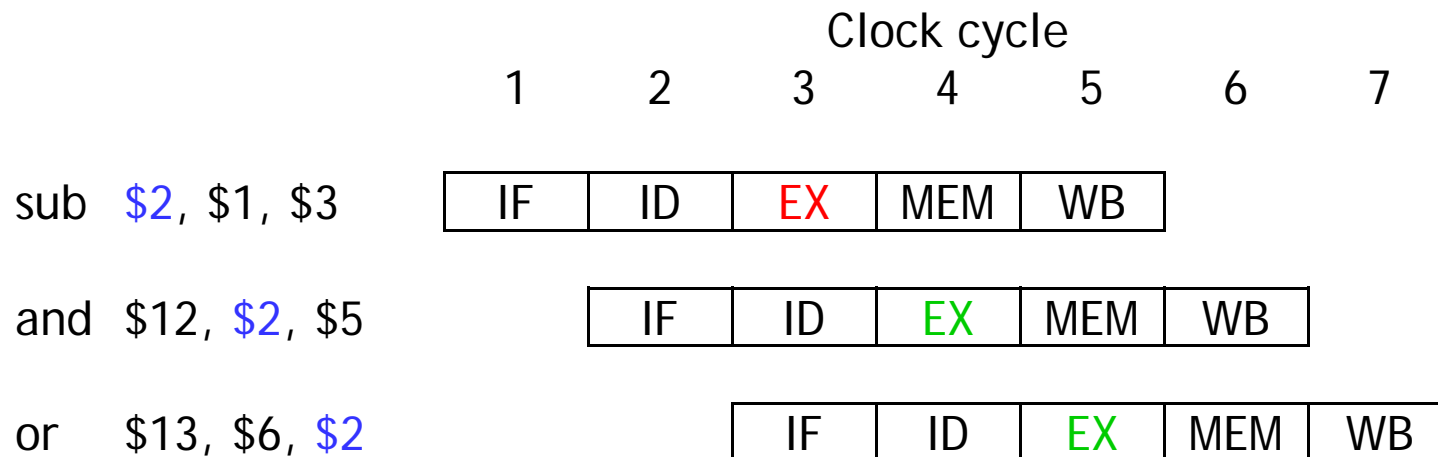 Clock cycle
1 2 3 4 5 6 7
sub $2, $1, $3 IF ID EX MEM WB
and $12, $2, $5 IF ID EX MEM WB
or $13, $6, $2 IF ID EX MEM WB